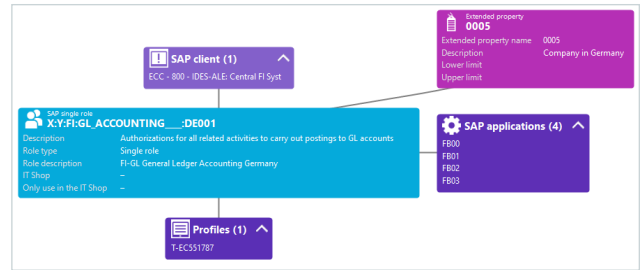 Extended property
0005
Extended property name 0005
Description Company in Germany
Lower limit
Upper limit
SAP client (1)
ECC - 800 - IDES-ALE: Central FI Syst
SAP single role
X:Y:FI:GL_ACCOUNTING____:DE001
Description Authorizations for all related activities to carry out postings to GL accounts
Role type Single role
Role description FI-GL General Ledger Accounting Germany
IT Shop –
Only use in the IT Shop –
SAP applications (4)
FB00
FB01
FB02
FB03
Profiles (1)
T-EC551787